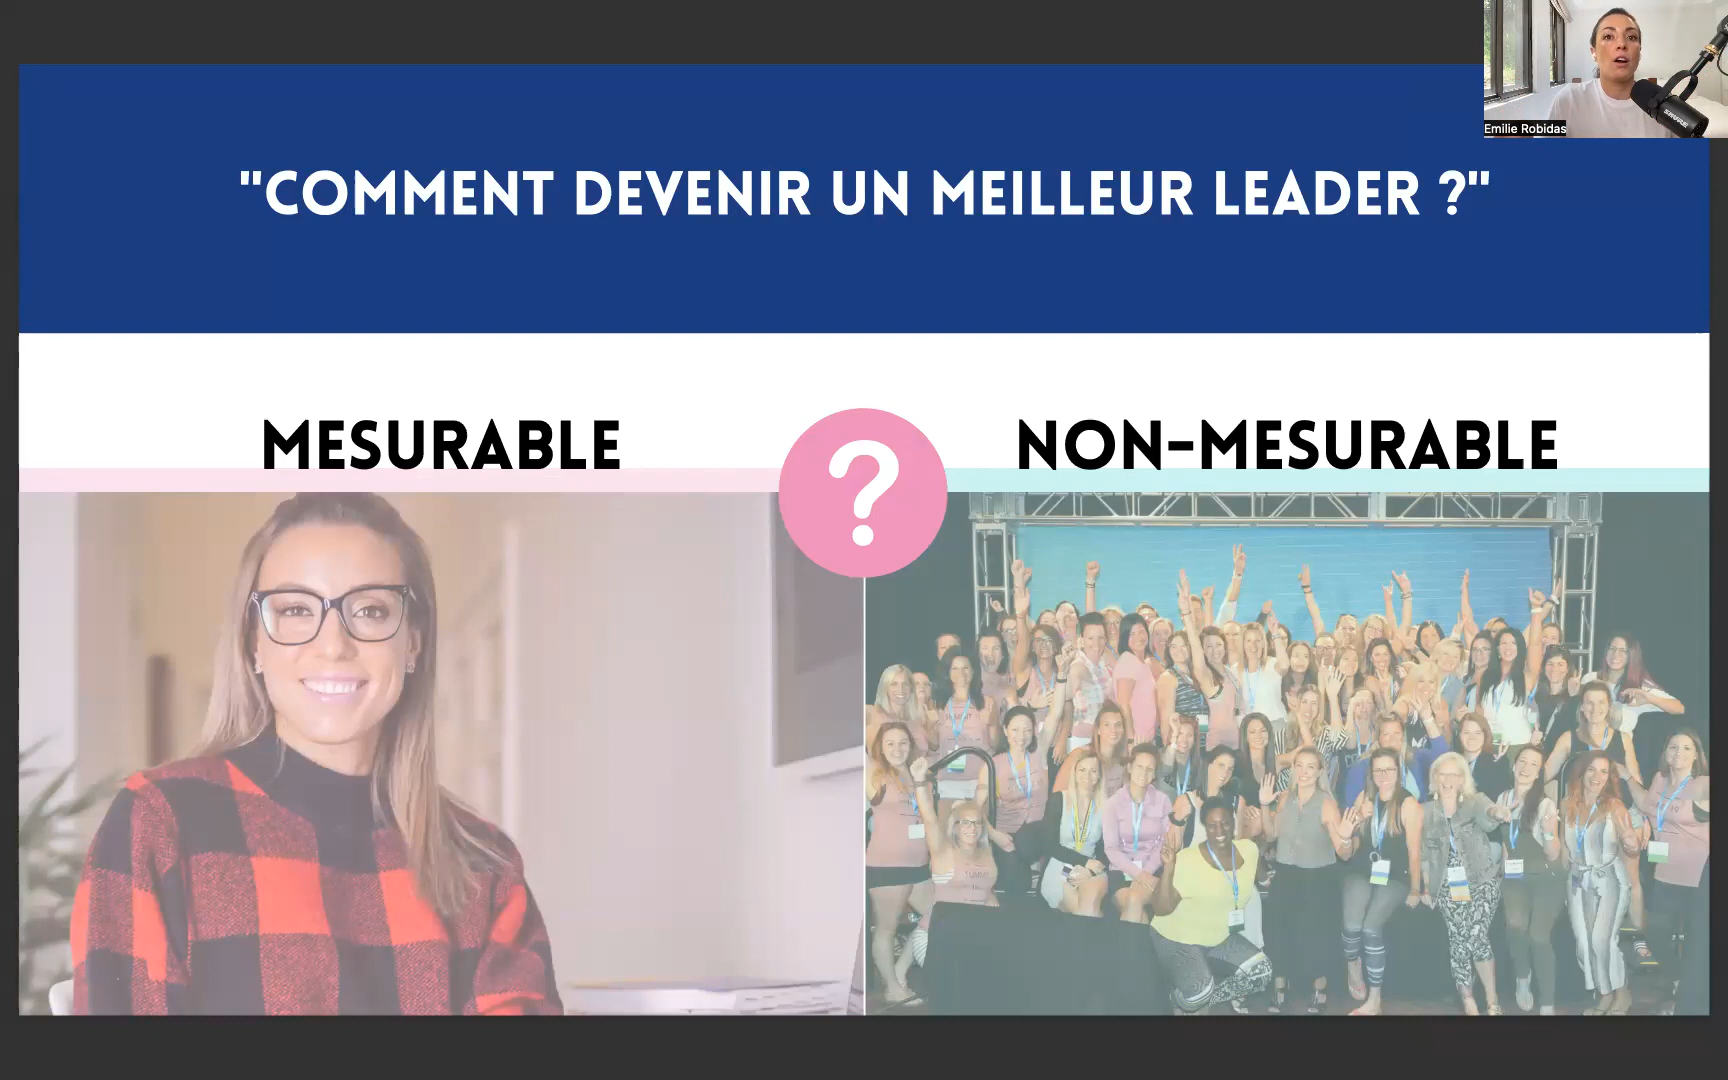 Emilie Robidas
"COMMENT DEVENIR UN MEILLEUR LEADER ?"
MESURABLE
?
NON-MESURABLE